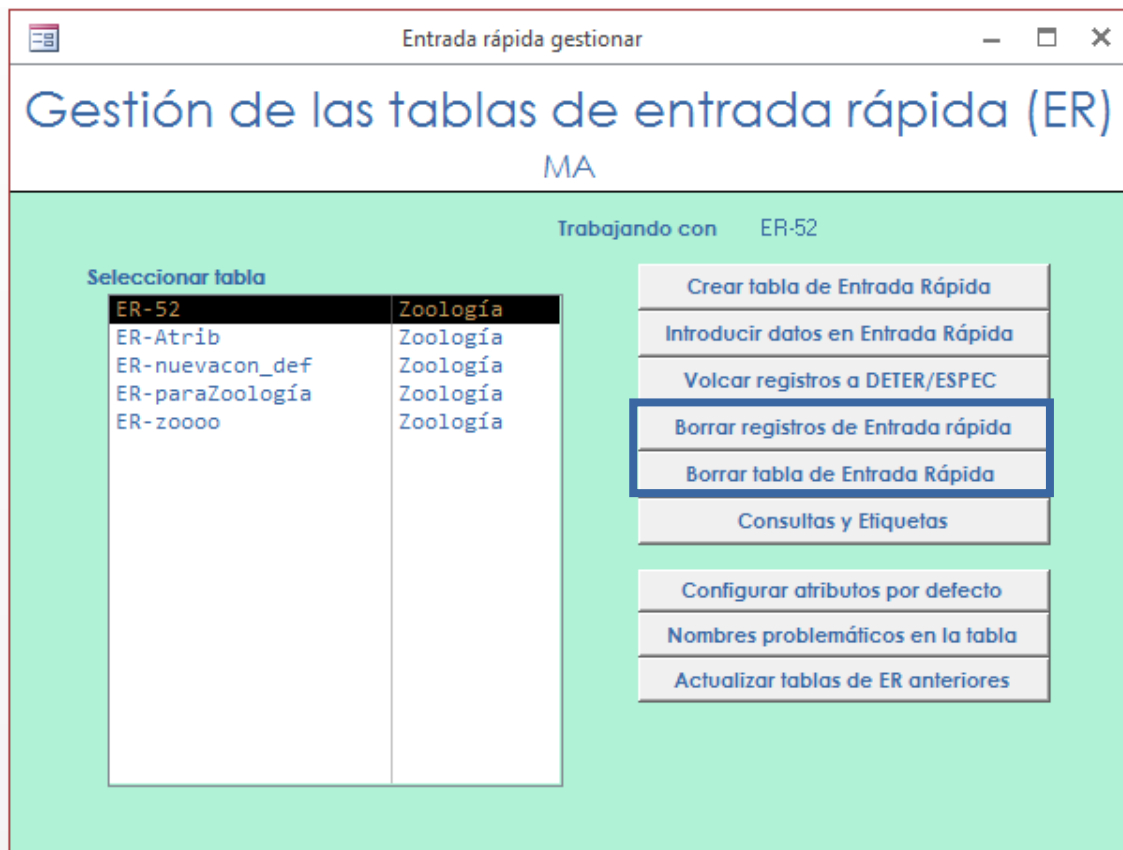 Entrada rápida gestionar
Gestión de las tablas de entrada rápida (ER)
MA
Trabajando con ER-52
Seleccionar tabla
ER-52 Zoología
ER-Atrib Zoología
ER-nuevacon_def Zoología
ER-paraZoología Zoología
ER-zoooo Zoología
Crear tabla de Entrada Rápida
Introducir datos en Entrada Rápida
Volcar registros a DETER/ESPEC
Borrar registros de Entrada rápida
Borrar tabla de Entrada Rápida
Consultas y Etiquetas
Configurar atributos por defecto
Nombres problemáticos en la tabla
Actualizar tablas de ER anteriores